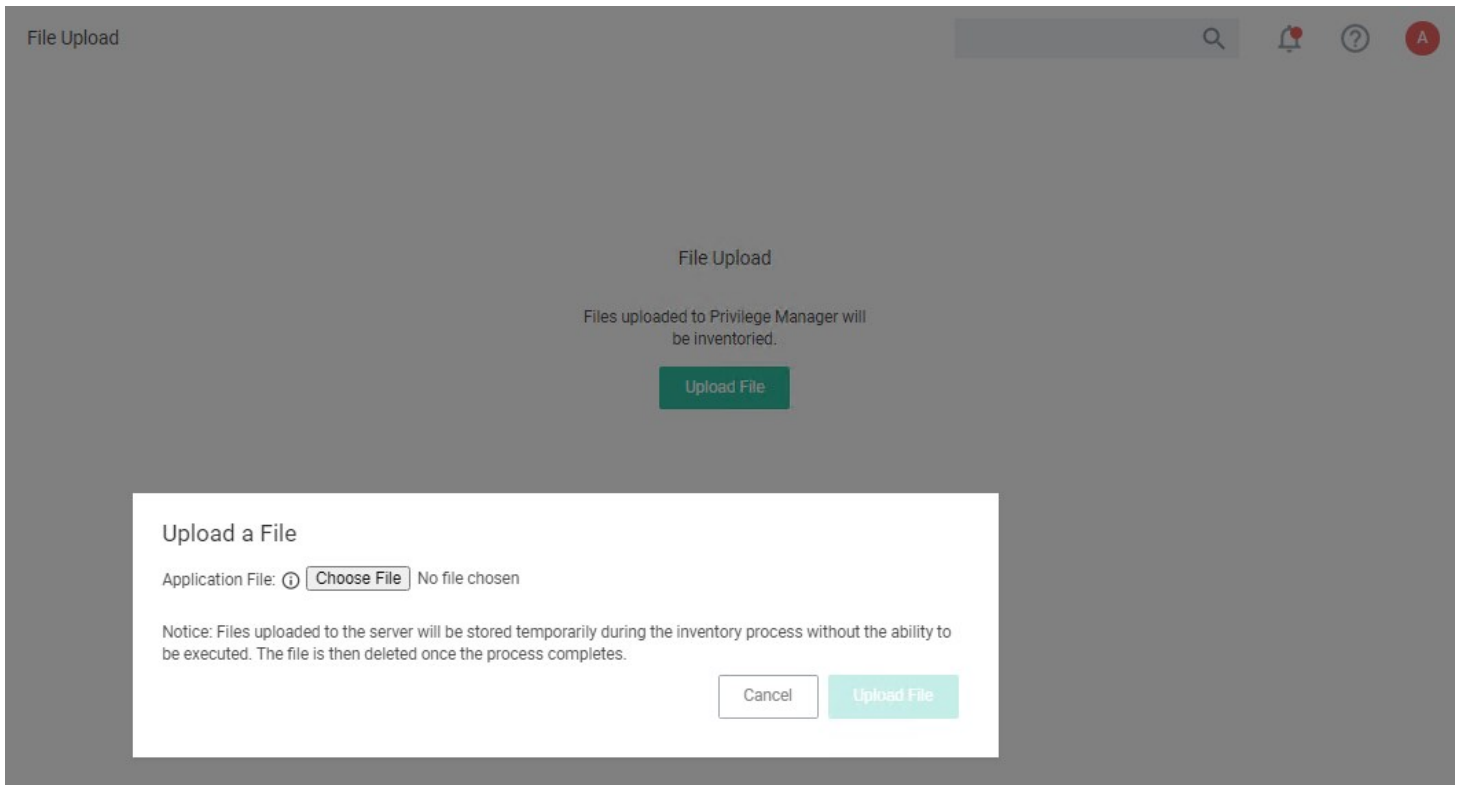 File Upload
A
File Upload
Files uploaded to Privilege Manager will
be inventoried.
Upload File
Upload a File
Application File: Choose File No file chosen
Notice: Files uploaded to the server will be stored temporarily during the inventory process without the ability to
be executed. The file is then deleted once the process completes.
Cancel Upload File